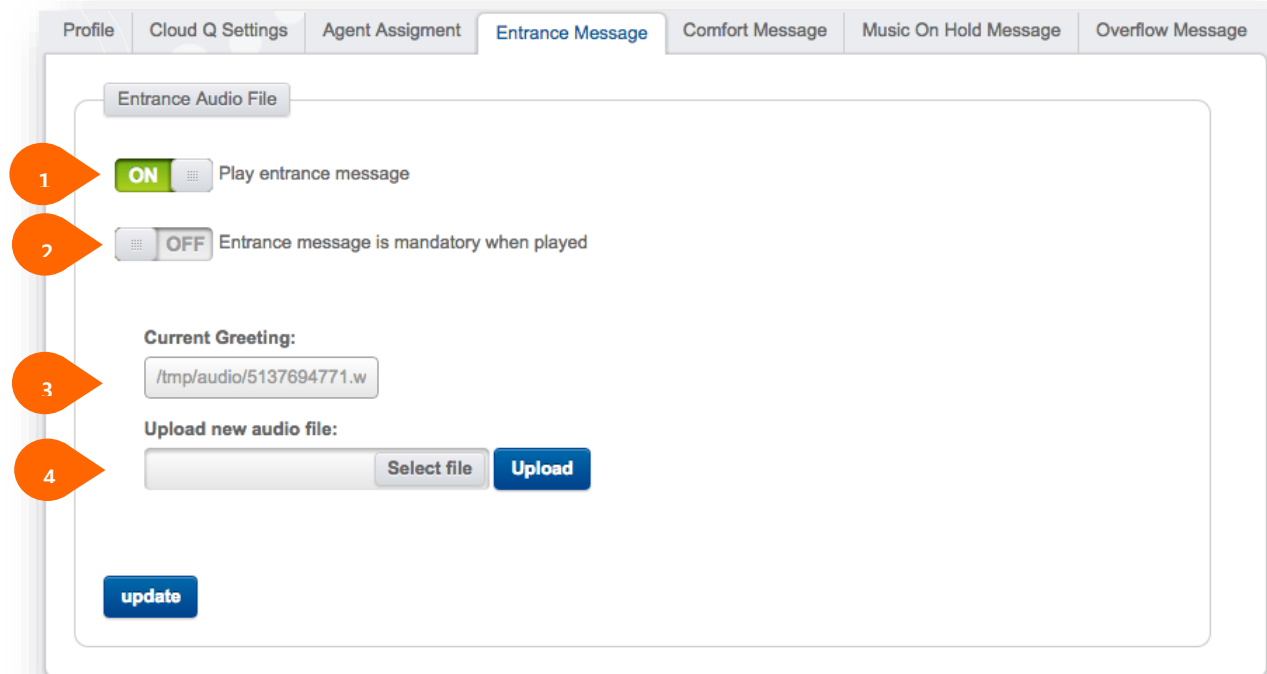 Profile Cloud Q Settings Agent Assigment Entrance Message Comfort Message Music On Hold Message Overflow Message
Entrance Audio File
1 ON Play entrance message
2 OFF Entrance message is mandatory when played
Current Greeting:
3 /tmp/audio/5137694771.w
Upload new audio file:
4 Select file Upload
update